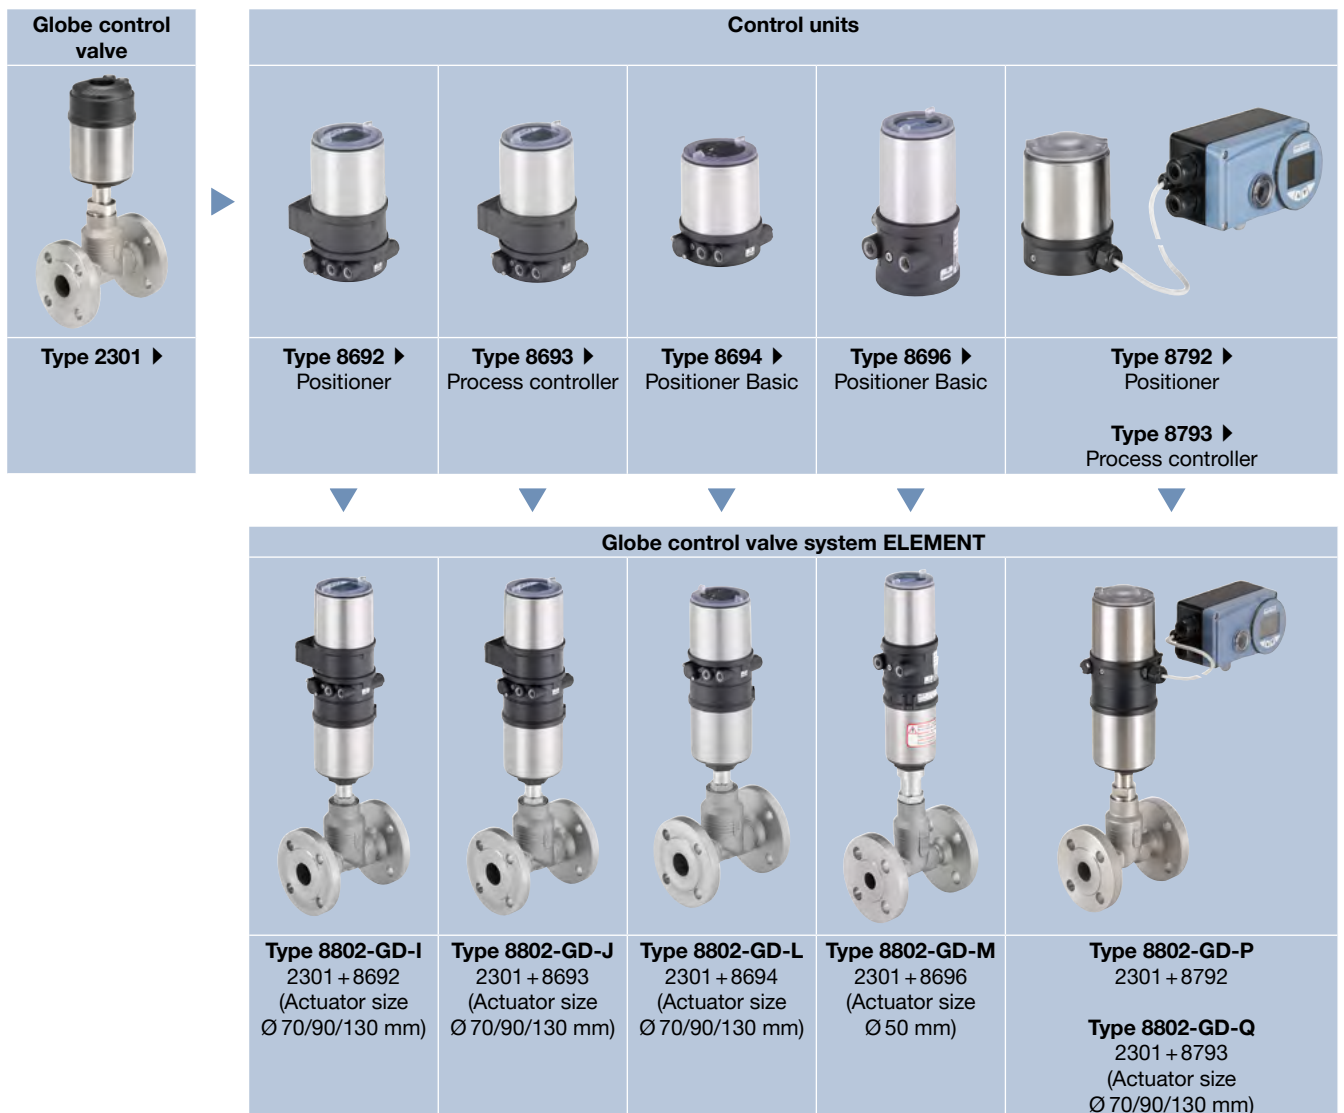 Globe control
valve
Control units
Type 2301
Type 8692
Positioner
Type 8693
Process controller
Type 8694
Positioner Basic
Type 8696
Positioner Basic
Type 8792
Positioner
Type 8793
Process controller
Globe control valve system ELEMENT
Type 8802-GD-I
2301 + 8692
(Actuator size
Ø 70/90/130 mm)
Type 8802-GD-J
2301 + 8693
(Actuator size
Ø 70/90/130 mm)
Type 8802-GD-L
2301 + 8694
(Actuator size
Ø 70/90/130 mm)
Type 8802-GD-M
2301 + 8696
(Actuator size
Ø 50 mm)
Type 8802-GD-P
2301 + 8792
Type 8802-GD-Q
2301 + 8793
(Actuator size
Ø 70/90/130 mm)